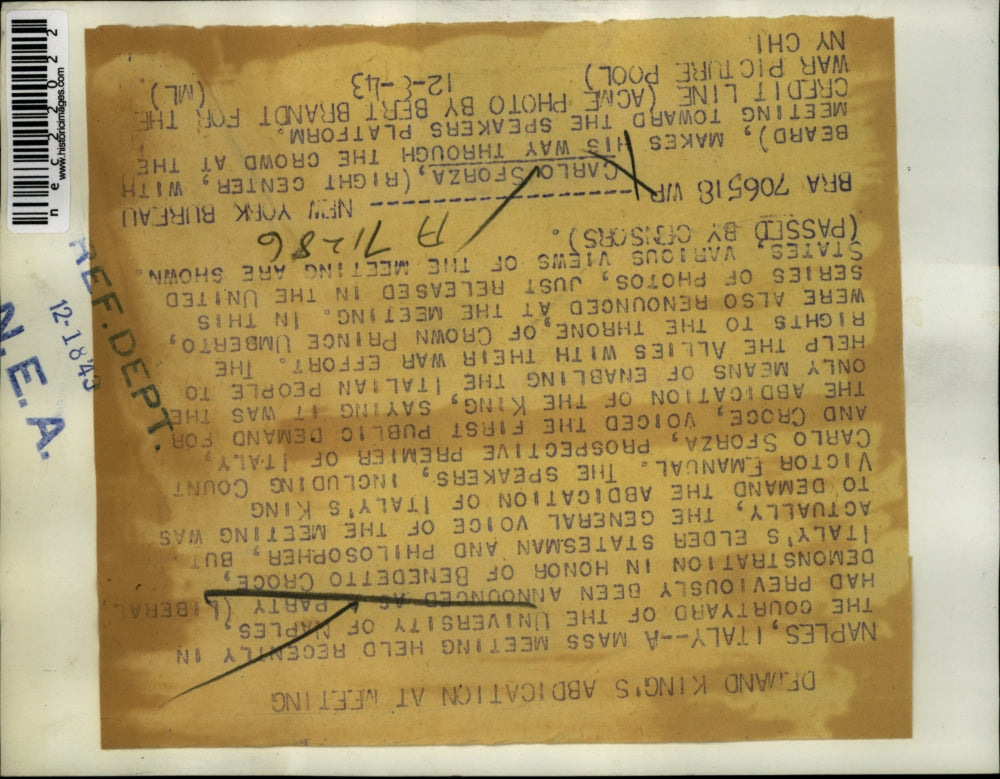 DEMAND KING'S ABDICATION AT MEETING
NAPLES, ITALY--A MASS MEETING HELD RECENTLY IN
THE COURTYARD OF THE UNIVERSITY OF NAPLES,
HAD PREVIOUSLY BEEN ANNOUNCED AS A PARTY (LIBERAL,
DEMONSTRATION IN HONOR OF BENEDETTO CROCE,
ITALY'S ELDER STATESMAN AND PHILOSOPHER, BUT
ACTUALLY, THE GENERAL VOICE OF THE MEETING WAS
TO DEMAND THE ABDICATION OF ITALY'S KING
VICTOR EMANUAL. THE SPEAKERS, INCLUDING COUNT
CARLO SFORZA, PROSPECTIVE PREMIER OF ITALY,
AND CROCE, VOICED THE FIRST PUBLIC DEMAND FOR
THE ABDICATION OF THE KING, SAYING IT WAS THE
ONLY MEANS OF ENABLING THE ITALIAN PEOPLE TO
HELP THE ALLIES WITH THEIR WAR EFFORT. THE
RIGHTS TO THE THRONE, OF CROWN PRINCE UMBERTO,
WERE ALSO RENOUNCED AT THE MEETING. IN THIS
SERIES OF PHOTOS, JUST RELEASED IN THE UNITED
STATES, VARIOUS VIEWS OF THE MEETING ARE SHOWN.
(PASSED BY CENSORS).
A 71286
NEW YORK BUREAU
BRA 706518 WP
CARLO SFORZA, (RIGHT CENTER, WITH
BEARD), MAKES HIS WAY THROUGH THE CROWD AT THE
MEETING TOWARD THE SPEAKERS PLATFORM.
CREDIT LINE (ACME PHOTO BY BERT BRANDT FOR THE
WAR PICTURE POOL) 12-8-43 (ML)
NY CHI
REF. DEPT.
12-18 43
N.E.A.
nec22022
www.historicimages.com